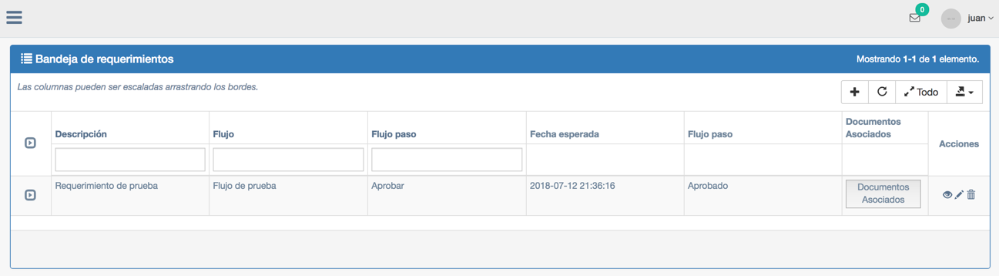 0
juan
Bandeja de requerimientos
Mostrando 1-1 de 1 elemento.
Las columnas pueden ser escaladas arrastrando los bordes.
Todo
Descripción
Flujo
Flujo paso
Fecha esperada
Flujo paso
Documentos
Asociados
Acciones
Requerimiento de prueba
Flujo de prueba
Aprobar
2018-07-12 21:36:16
Aprobado
Documentos
Asociados